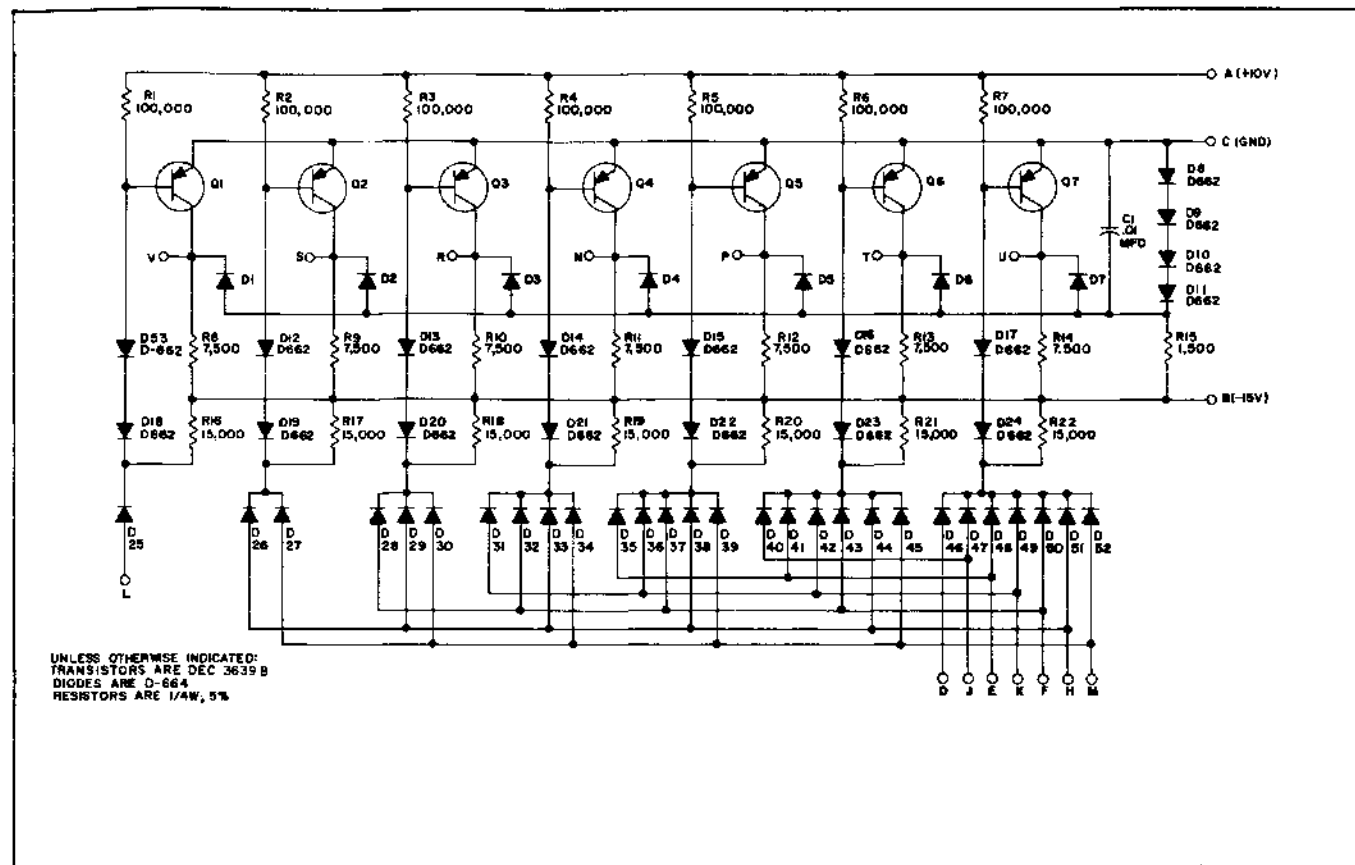 A (+10V)
R1
100,000
R2
100,000
R3
100,000
R4
100,000
R5
100,000
R6
100,000
R7
100,000
C (GND)
Q1
Q2
Q3
Q4
Q5
Q6
Q7
C1
.01
MFD
D8
D662
D9
D662
D10
D662
D11
D662
V
S
R
N
P
T
U
D1
D2
D3
D4
D5
D6
D7
D53
D-662
R8
7,500
D12
D662
R9
7,500
D13
D662
R10
7,500
D14
D662
R11
7,500
D15
D662
R12
7,500
D16
D662
R13
7,500
D17
D662
R14
7,500
R15
1,500
B(-15V)
D18
D662
R16
15,000
D19
D662
R17
15,000
D20
D662
R18
15,000
D21
D662
R19
15,000
D22
D662
R20
15,000
D23
D662
R21
15,000
D24
D662
R22
15,000
D
25
D
26
D
27
D
28
D
29
D
30
D
31
D
32
D
33
D
34
D
35
D
36
D
37
D
38
D
39
D
40
D
41
D
42
D
43
D
44
D
45
D
46
D
47
D
48
D
49
D
50
D
51
D
52
L
UNLESS OTHERWISE INDICATED:
TRANSISTORS ARE DEC 3639B
DIODES ARE D-664
RESISTORS ARE 1/4W; 5%
D J E K F H M